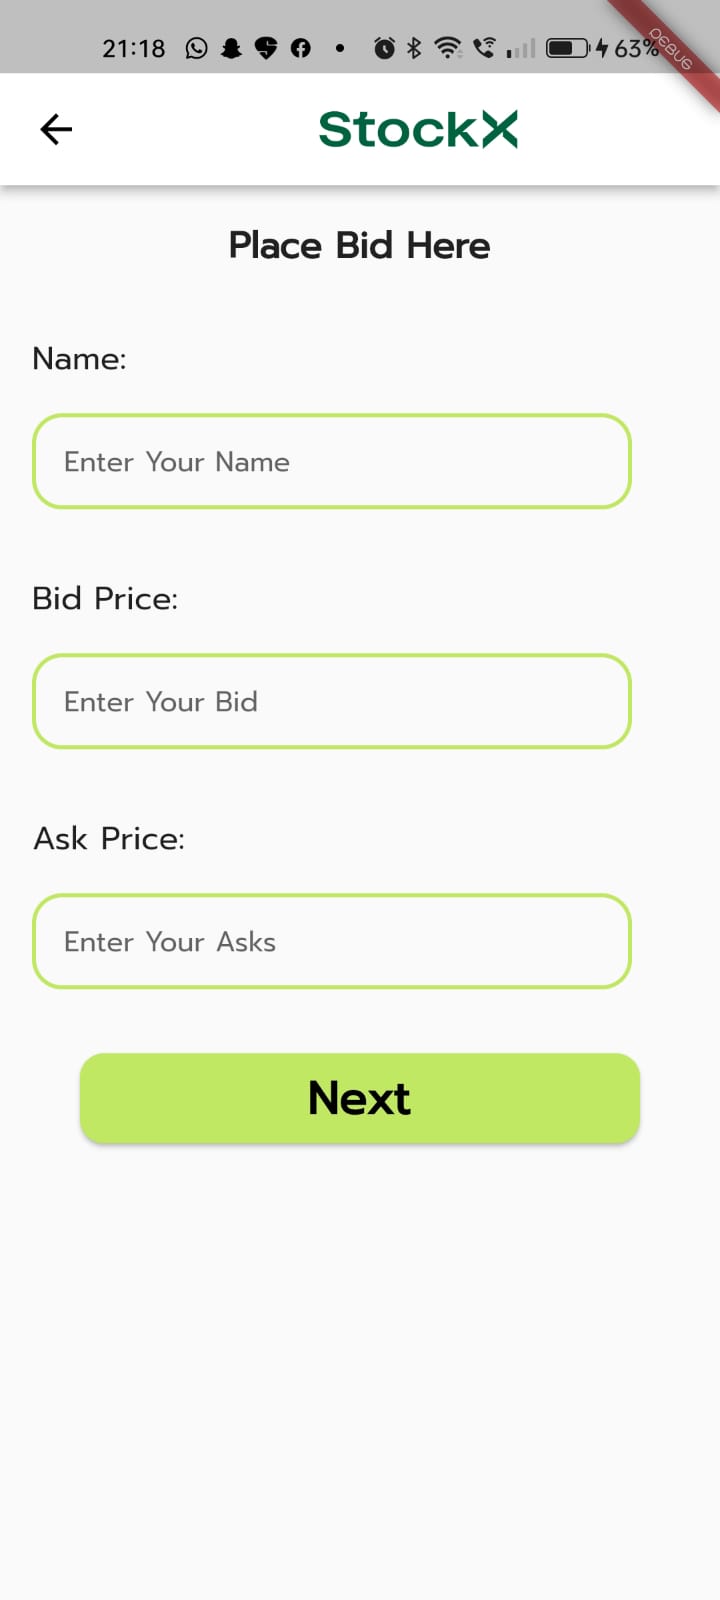 21:18 63%
DEBUG
StockX
Place Bid Here
Name:
Enter Your Name
Bid Price:
Enter Your Bid
Ask Price:
Enter Your Asks
Next